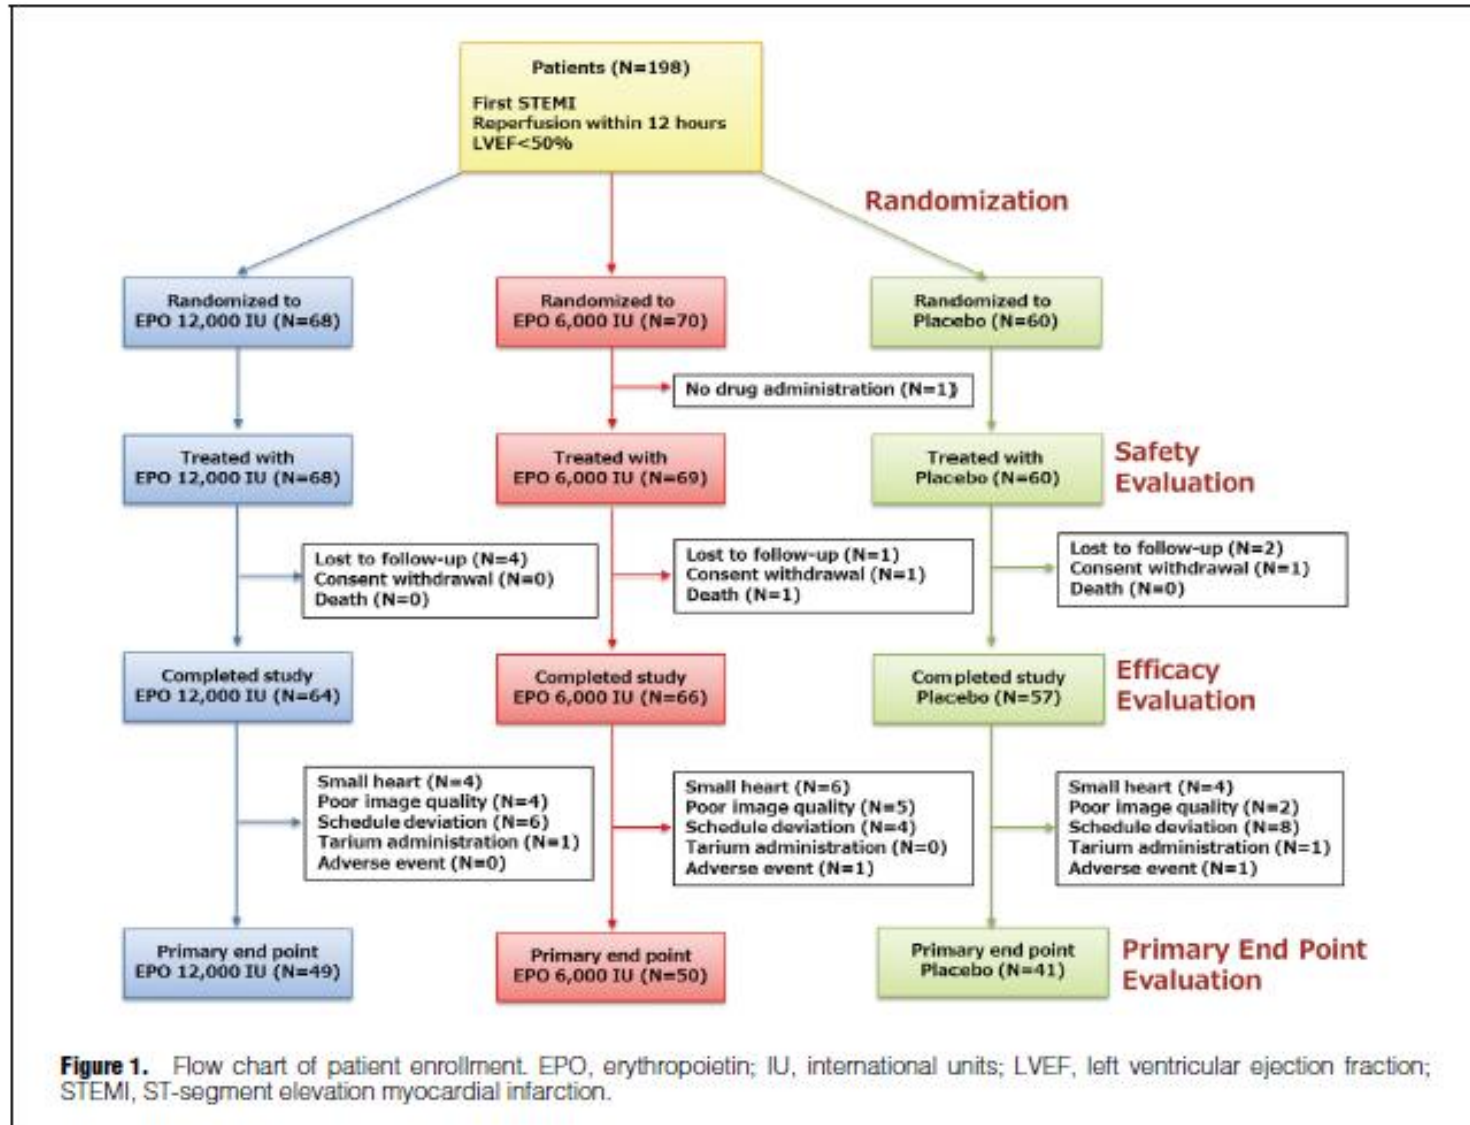 Patients (N=198)
First STEMI
Reperfusion within 12 hours
LVEF<50%
Randomization
Randomized to
EPO 12,000 IU (N=68)
Randomized to
EPO 6,000 IU (N=70)
Randomized to
Placebo (N=60)
No drug administration (N=1)
Treated with
EPO 12,000 IU (N=68)
Treated with
EPO 6,000 IU (N=69)
Treated with
Placebo (N=60)
Safety
Evaluation
Lost to follow-up (N=4)
Consent withdrawal (N=0)
Death (N=0)
Lost to follow-up (N=1)
Consent withdrawal (N=1)
Death (N=1)
Lost to follow-up (N=2)
Consent withdrawal (N=1)
Death (N=0)
Completed study
EPO 12,000 IU (N=64)
Completed study
EPO 6,000 IU (N=66)
Completed study
Placebo (N=57)
Efficacy
Evaluation
Small heart (N=4)
Poor image quality (N=4)
Schedule deviation (N=6)
Tarium administration (N=1)
Adverse event (N=0)
Small heart (N=6)
Poor image quality (N=5)
Schedule deviation (N=4)
Tarium administration (N=0)
Adverse event (N=1)
Small heart (N=4)
Poor image quality (N=2)
Schedule deviation (N=8)
Tarium administration (N=1)
Adverse event (N=1)
Primary end point
EPO 12,000 IU (N=49)
Primary end point
EPO 6,000 IU (N=50)
Primary end point
Placebo (N=41)
Primary End Point
Evaluation
Figure 1. Flow chart of patient enrollment. EPO, erythropoietin; IU, international units; LVEF, left ventricular ejection fraction;
STEMI, ST-segment elevation myocardial infarction.